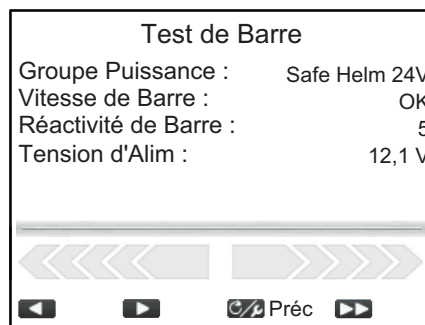 Test de Barre
Groupe Puissance : Safe Helm 24V
Vitesse de Barre : OK
Réactivité de Barre : 5
Tension d'Alim : 12,1 V
Préc